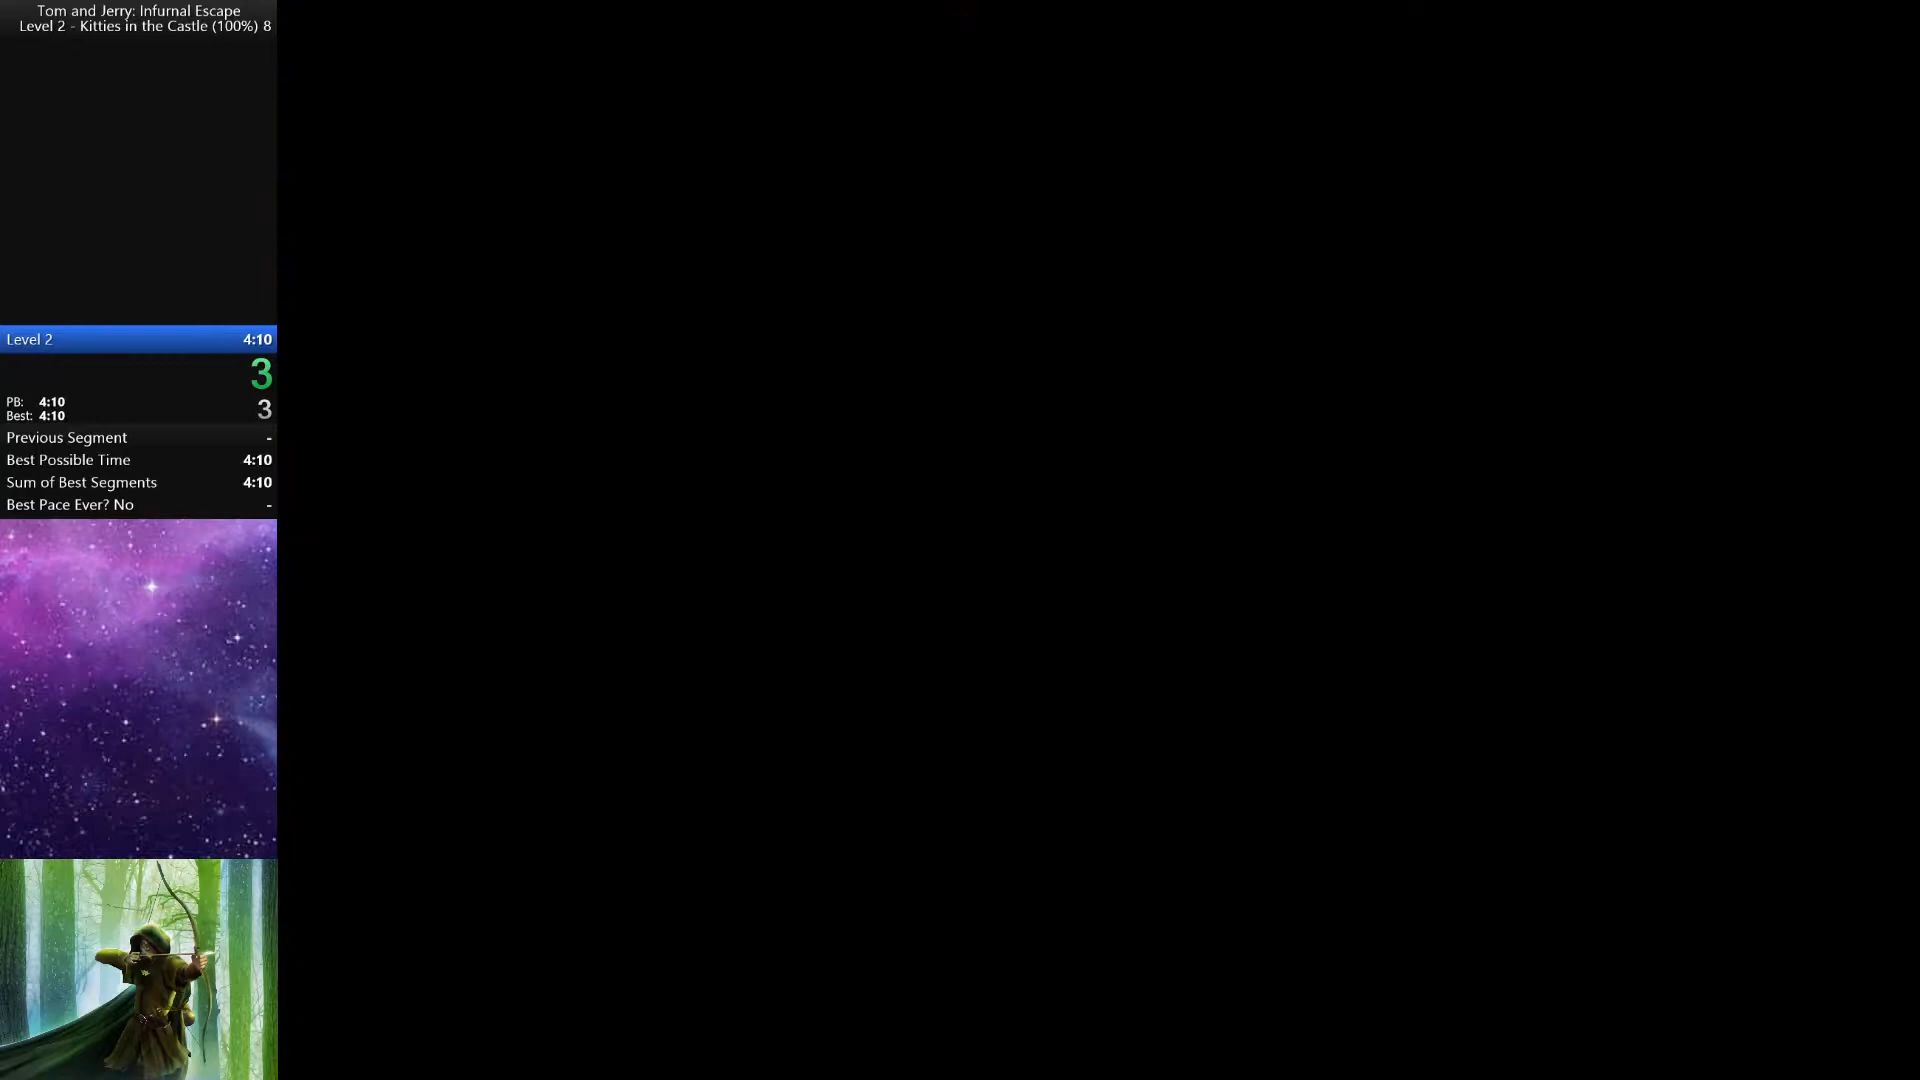 Tom and Jerry: Infurnal Escape
Level 2 - Kitties in the Castle (100%) 8
Level 2 4:10
3
PB: 4:10
Best: 4:10 3
Previous Segment -
Best Possible Time 4:10
Sum of Best Segments 4:10
Best Pace Ever? No -